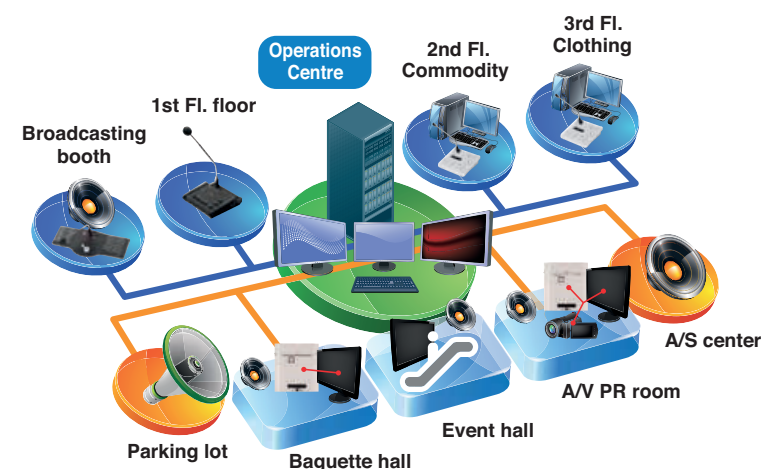 Operations
Centre
2nd Fl.
Commodity
3rd Fl.
Clothing
1st Fl. floor
Broadcasting
booth
A/S center
A/V PR room
Event hall
Parking lot
Baguette hall